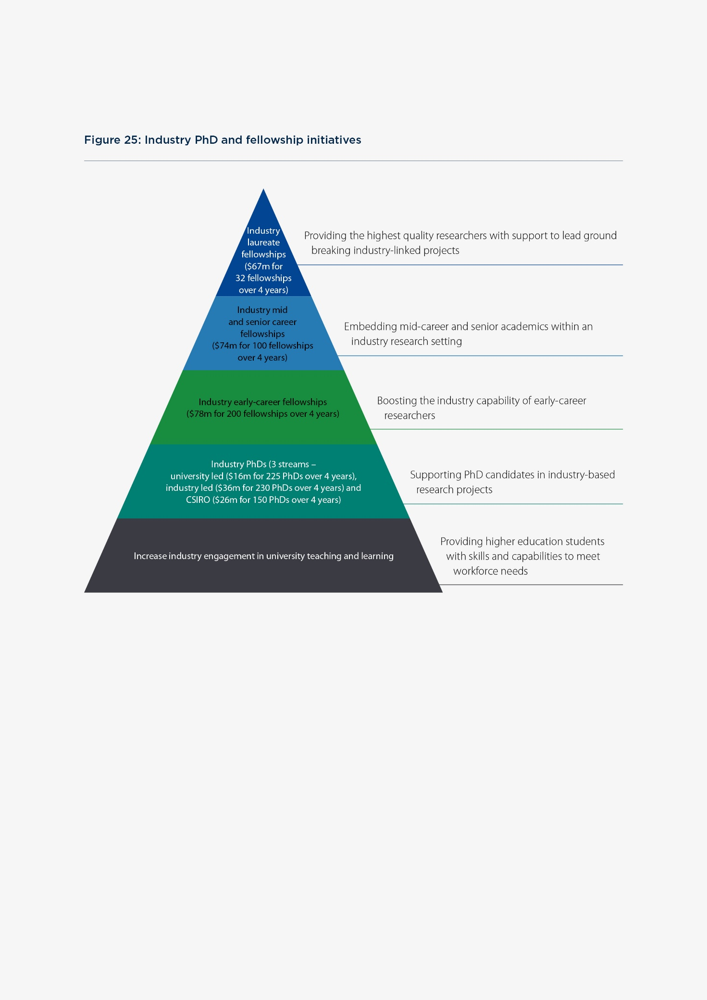 Figure 25: Industry PhD and fellowship initiatives
Industry
laureate
fellowships
($67m for
32 fellowships
over 4 years)
Providing the highest quality researchers with support to lead ground
breaking industry-linked projects
Industry mid
and senior career
fellowships
($74m for 100 fellowships
over 4 years)
Embedding mid-career and senior academics within an
industry research setting
Industry early-career fellowships
($78m for 200 fellowships over 4 years)
Boosting the industry capability of early-career
researchers
Industry PhDs (3 streams –
university led ($16m for 225 PhDs over 4 years),
industry led ($36m for 230 PhDs over 4 years) and
CSIRO ($26m for 150 PhDs over 4 years)
Supporting PhD candidates in industry-based
research projects
Increase industry engagement in university teaching and learning
Providing higher education students
with skills and capabilities to meet
workforce needs